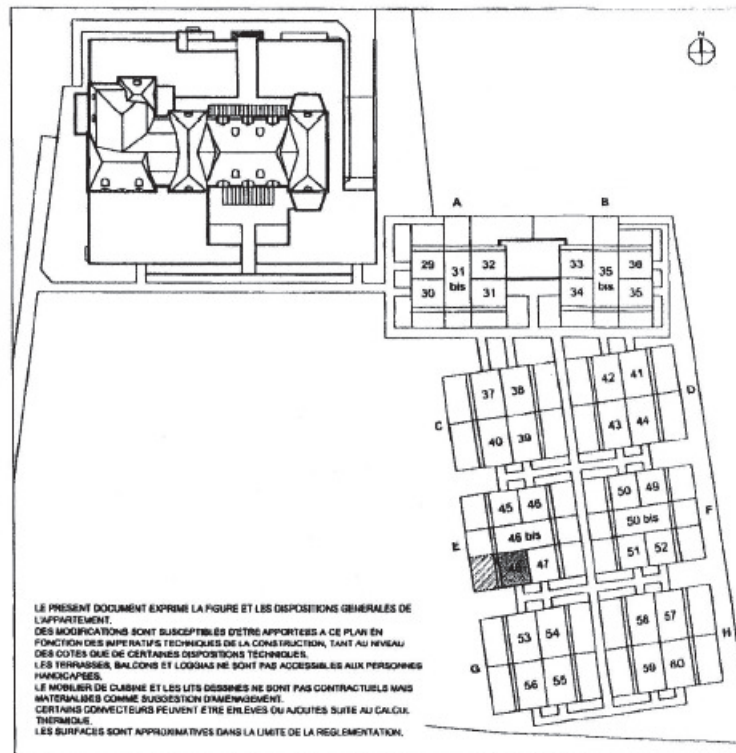 N
A B
29 31 bis 32 33 35 bis 36
30 31 34 35
37 38 42 41
C 40 39 43 44 D
45 46 50 49
E 46 bis 50 bis F
47 51 52
53 54 58 57
G 56 55 59 60 H
LE PRESENT DOCUMENT EXPRIME LA FIGURE ET LES DISPOSITIONS GENERALES DE
L'APPARTEMENT.
DES MODIFICATIONS SONT SUSCEPTIBLES D'ETRE APPORTEES A CE PLAN EN
FONCTION DES IMPERATIFS TECHNIQUES DE LA CONSTRUCTION, TANT AU NIVEAU
DES COTES QUE DE CERTAINES DISPOSITIONS TECHNIQUES.
LES TERRASSES, BALCONS ET LOGGIAS NE SONT PAS ACCESSIBLES AUX PERSONNES
HANDICAPEES.
LE MOBILIER DE CUISINE ET LES LITS DESSINES NE SONT PAS CONTRACTUELS MAIS
MATERIALISES COMME SUGGESTION D'AMENAGEMENT.
CERTAINS CONVECTEURS PEUVENT ETRE ENLEVES OU AJOUTES SUITE AU CALCUL
THERMIQUE.
LES SURFACES SONT APPROXIMATIVES DANS LA LIMITE DE LA REGLEMENTATION.